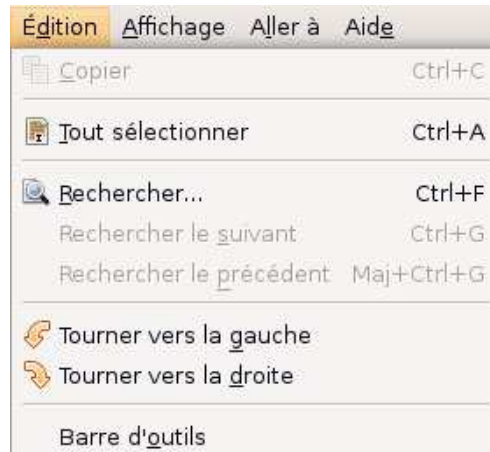 Édition Affichage Aller à Aide
Copier Ctrl+C
Tout sélectionner Ctrl+A
Rechercher... Ctrl+F
Rechercher le suivant Ctrl+G
Rechercher le précédent Maj+Ctrl+G
Tourner vers la gauche
Tourner vers la droite
Barre d'outils